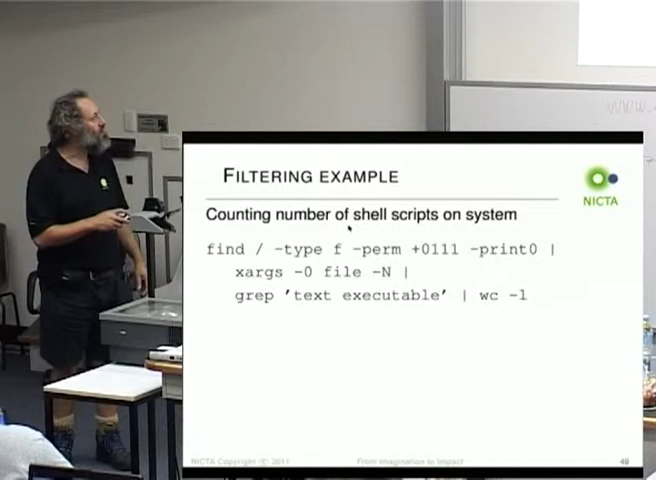 WWW.
FILTERING EXAMPLE
NICTA
Counting number of shell scripts on system
find / -type f -perm +0111 -print0 |
xargs -0 file -N |
grep 'text executable' | wc -l
NICTA Copyright © 2011 From Imagination to Impact 48